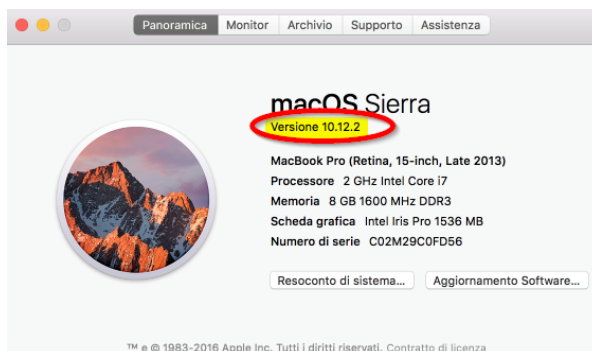 Panoramica Monitor Archivio Supporto Assistenza
macOS Sierra
Versione 10.12.2
MacBook Pro (Retina, 15-inch, Late 2013)
Processore 2 GHz Intel Core i7
Memoria 8 GB 1600 MHz DDR3
Scheda grafica Intel Iris Pro 1536 MB
Numero di serie C02M29C0FD56
Resoconto di sistema... Aggiornamento Software...
™ e © 1983-2016 Apple Inc. Tutti i diritti riservati. Contratto di licenza